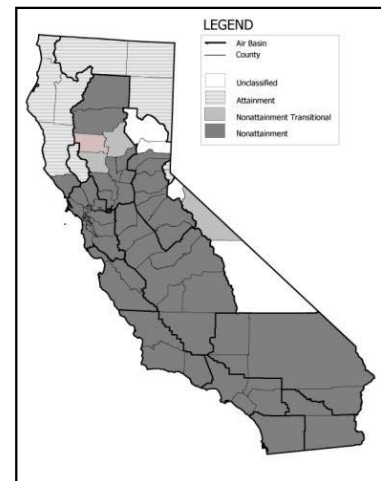 LEGEND
Air Basin
County
Unclassified
Attainment
Nonattainment Transitional
Nonattainment